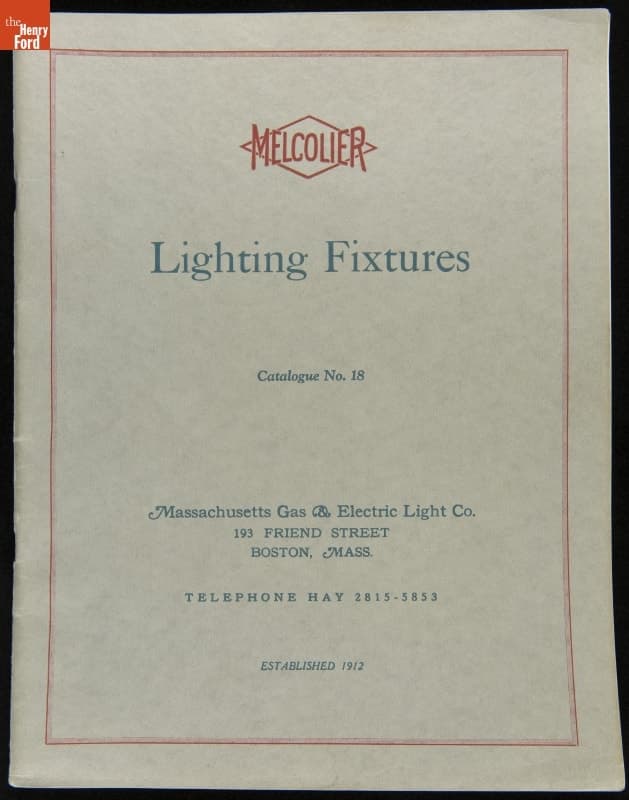 the
Henry
Ford
MELCOLIER
Lighting Fixtures
Catalogue No. 18
Massachusetts Gas & Electric Light Co.
193 FRIEND STREET
BOSTON, MASS.
TELEPHONE HAY 2815-5853
ESTABLISHED 1912